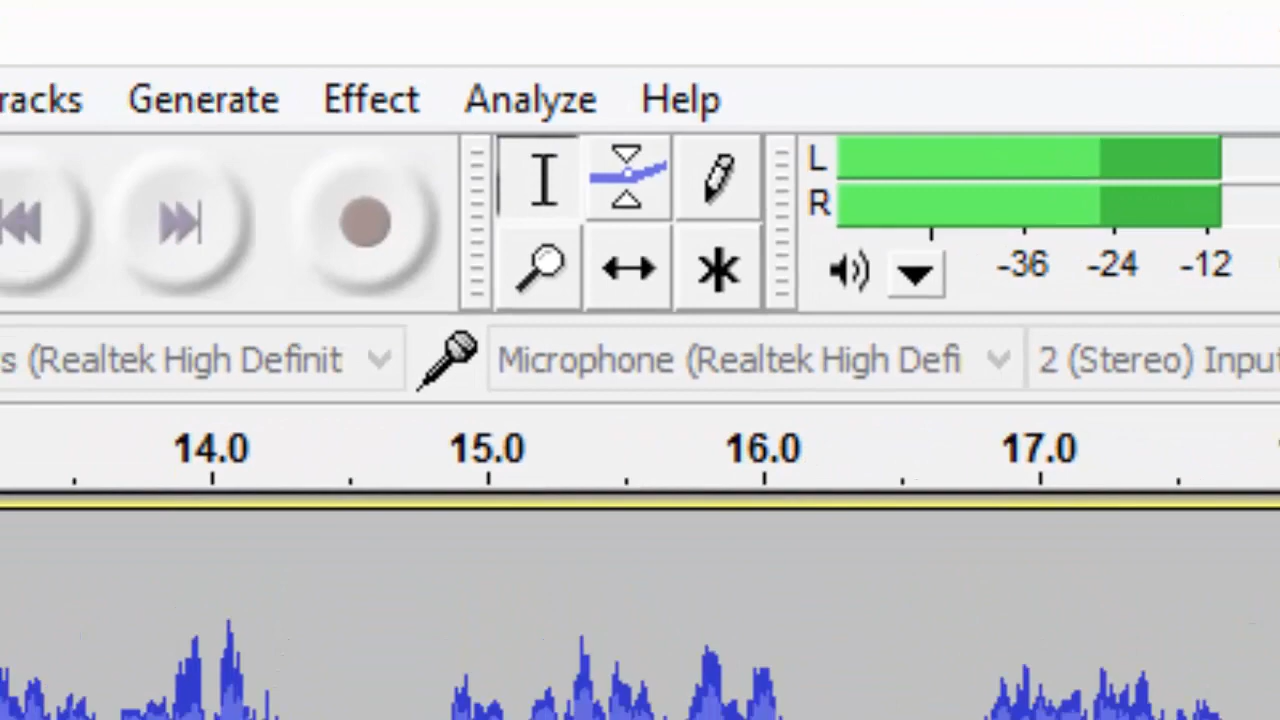 racks Generate Effect Analyze Help
L
R
-36 -24 -12
s (Realtek High Definit Microphone (Realtek High Defi 2 (Stereo) Input
14.0 15.0 16.0 17.0